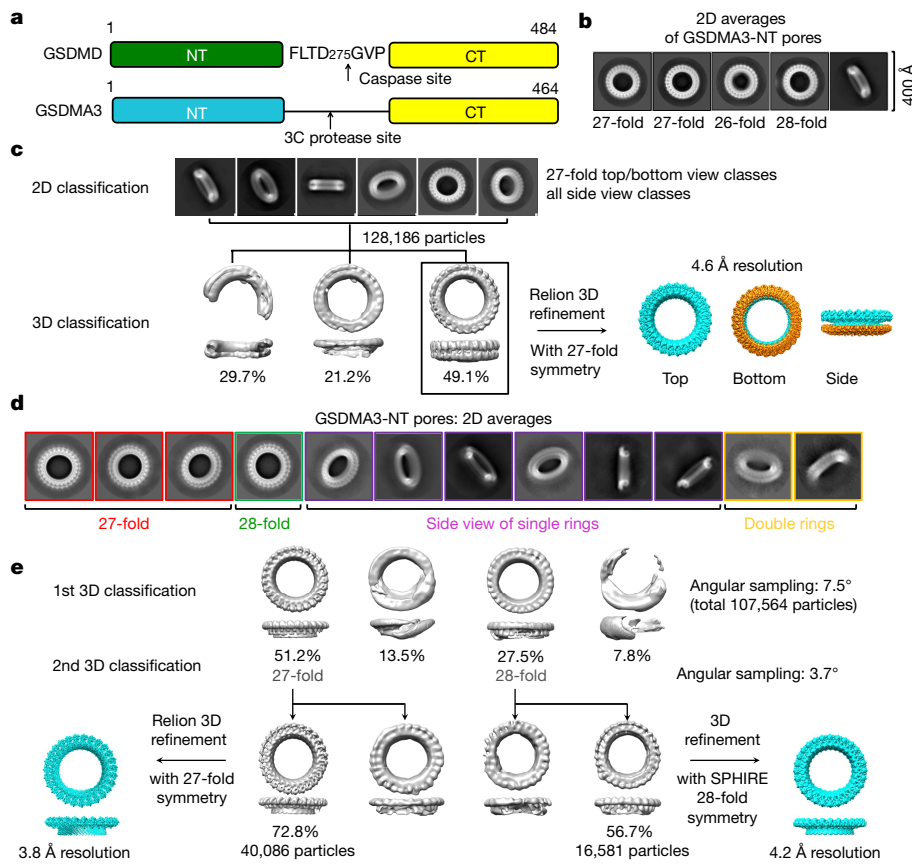 a
1
484
GSDMD
NT
FLTD275GVP
CT
Caspase site
1
464
GSDMA3
NT
CT
3C protease site
b
2D averages
of GSDMA3-NT pores
400 Å
27-fold 27-fold 26-fold 28-fold
c
2D classification
27-fold top/bottom view classes
all side view classes
128,186 particles
3D classification
29.7%
21.2%
49.1%
Relion 3D
refinement
With 27-fold
symmetry
4.6 Å resolution
Top
Bottom
Side
d
GSDMA3-NT pores: 2D averages
27-fold
28-fold
Side view of single rings
Double rings
e
1st 3D classification
Angular sampling: 7.5°
(total 107,564 particles)
51.2%
27-fold
13.5%
27.5%
28-fold
7.8%
2nd 3D classification
Angular sampling: 3.7°
Relion 3D
refinement
with 27-fold
symmetry
3.8 Å resolution
72.8%
40,086 particles
56.7%
16,581 particles
3D
refinement
with SPHIRE
28-fold
symmetry
4.2 Å resolution